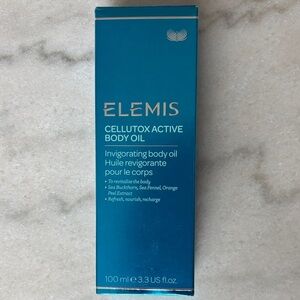 ELEMIS
CELLUTOX ACTIVE
BODY OIL
Invigorating body oil
Huile revigorante
pour le corps
• To revitalise the body
• Sea Buckthorn, Sea Fennel, Orange
Peel Extract
• Refresh, nourish, recharge
100 ml ℮ 3.3 US fl.oz.